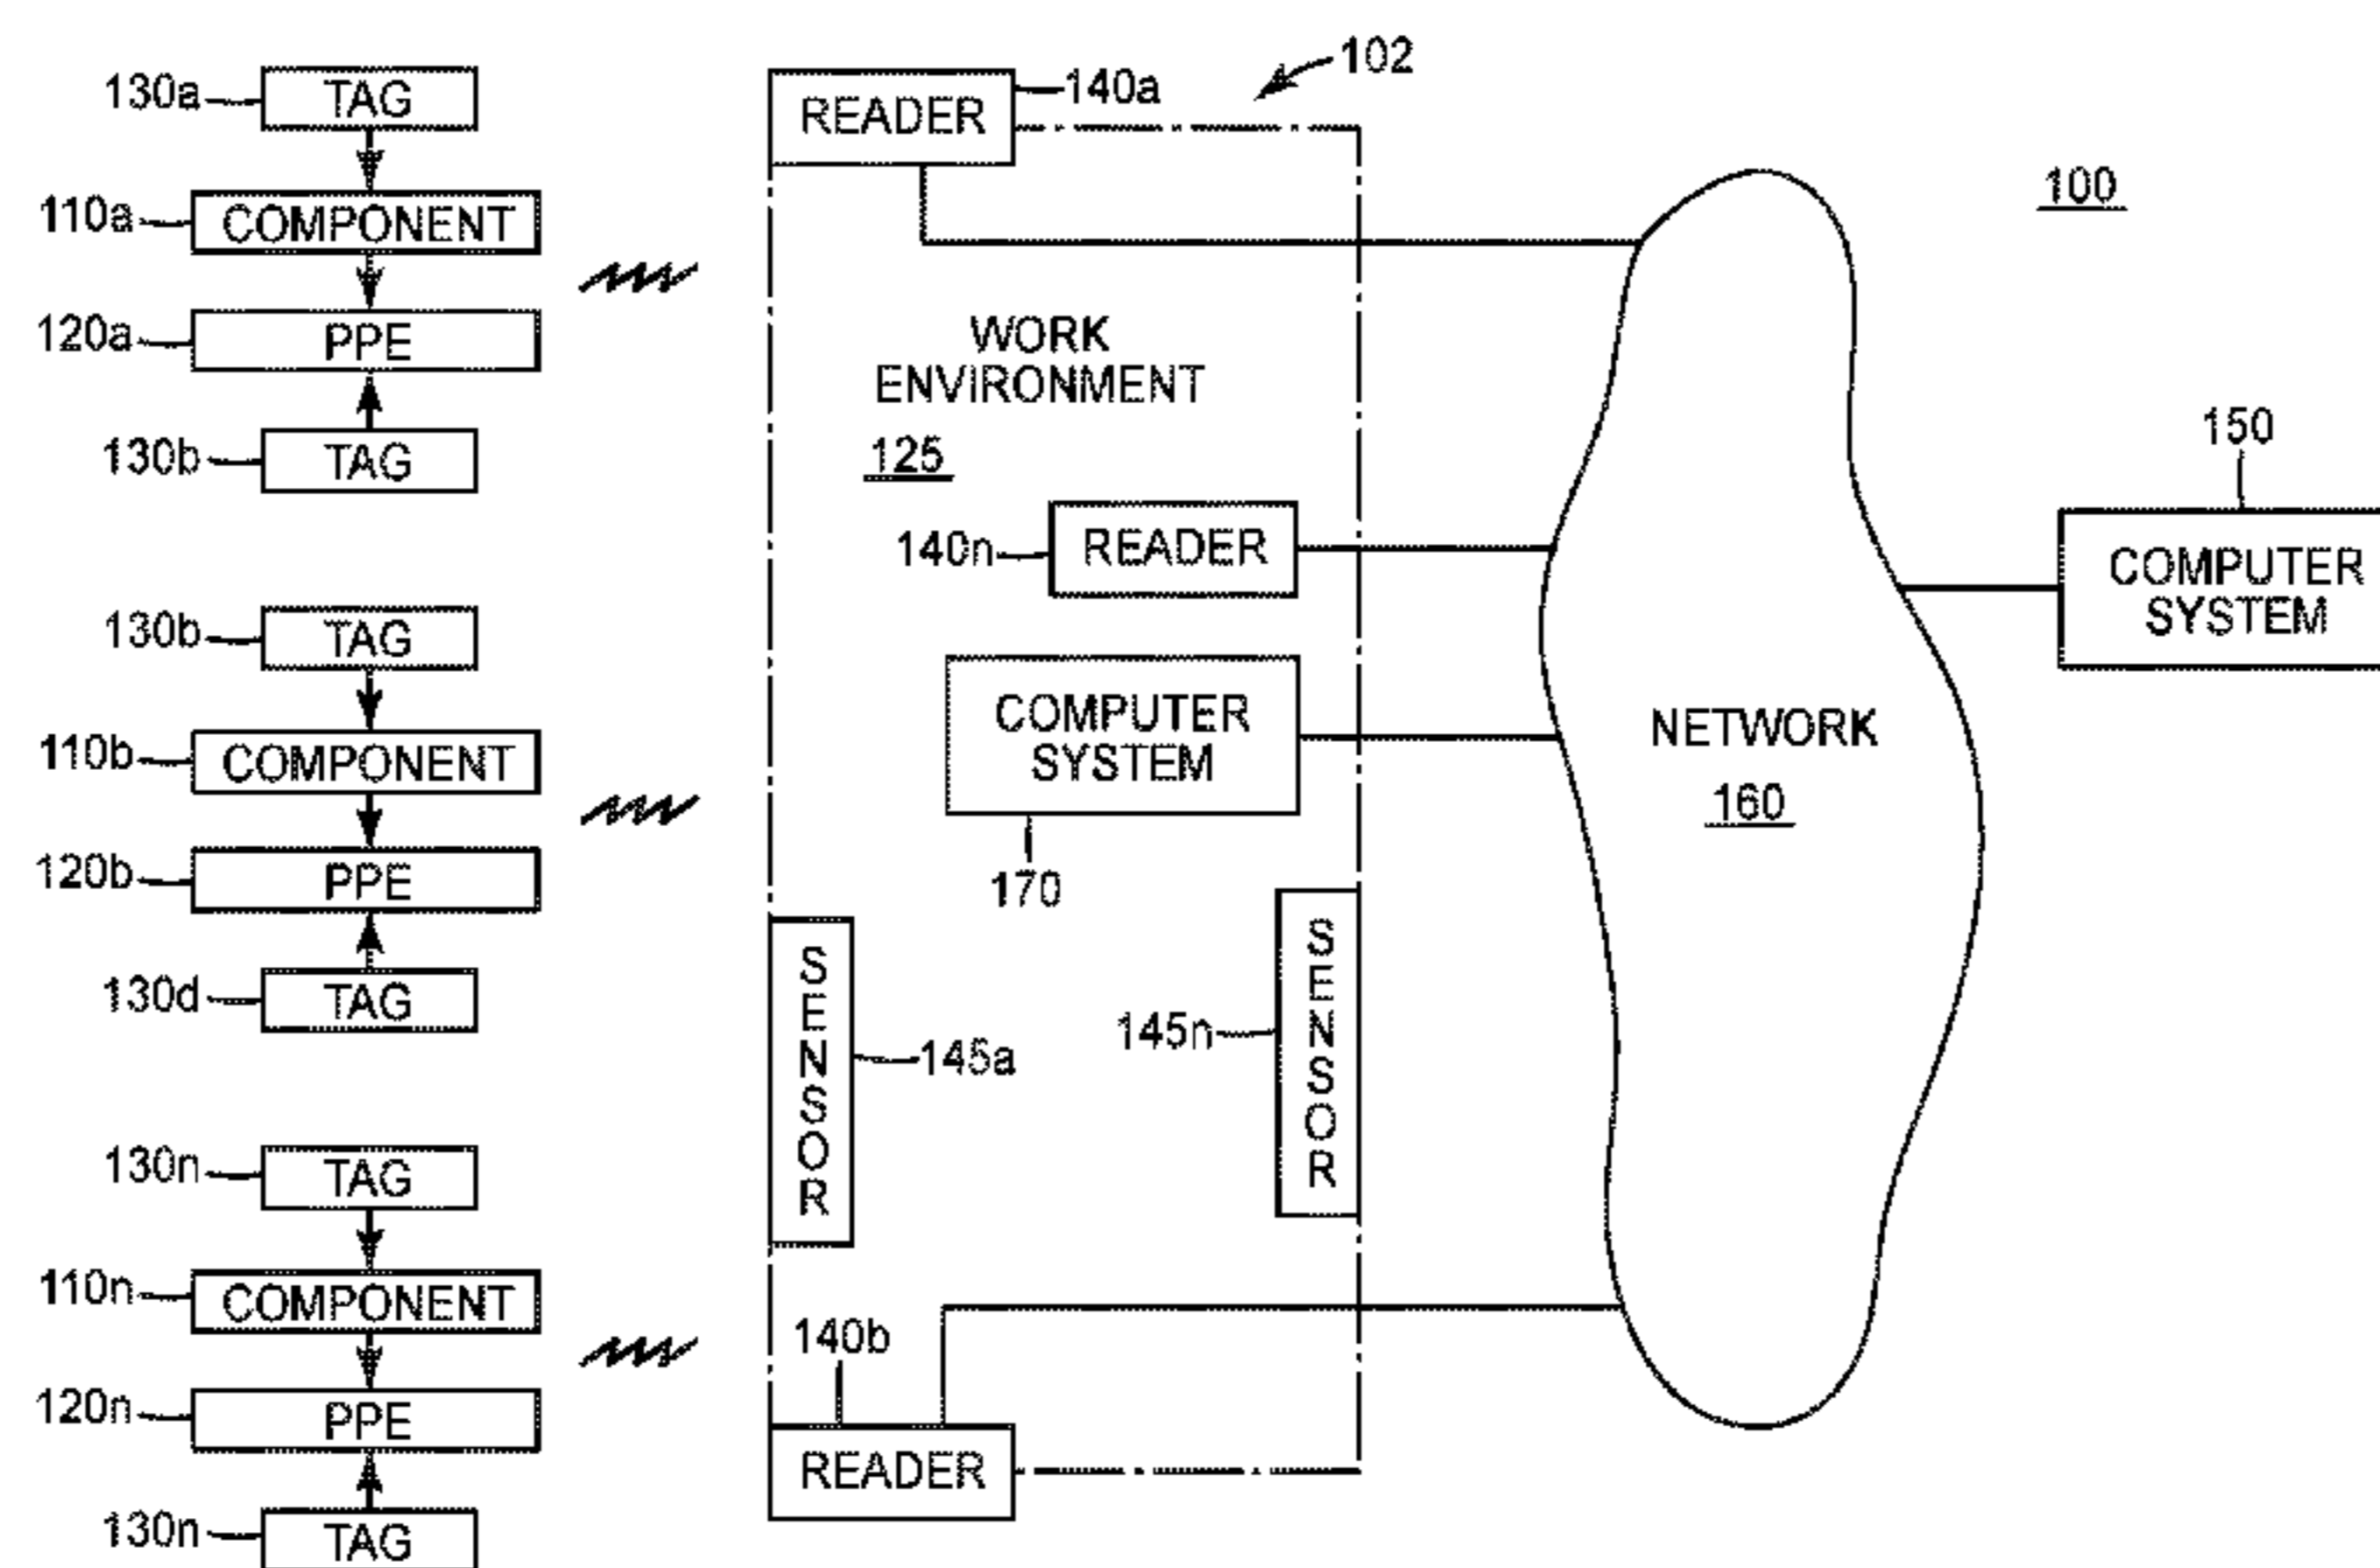 130a
TAG
110a
COMPONENT
120a
PPE
130b
TAG
130b
TAG
110b
COMPONENT
120b
PPE
130d
TAG
130n
TAG
110n
COMPONENT
120n
PPE
130n
TAG
102
READER
140a
WORK
ENVIRONMENT
125
140n
READER
COMPUTER
SYSTEM
170
SENSOR
145a
145n
SENSOR
140b
READER
NETWORK
160
100
150
COMPUTER
SYSTEM